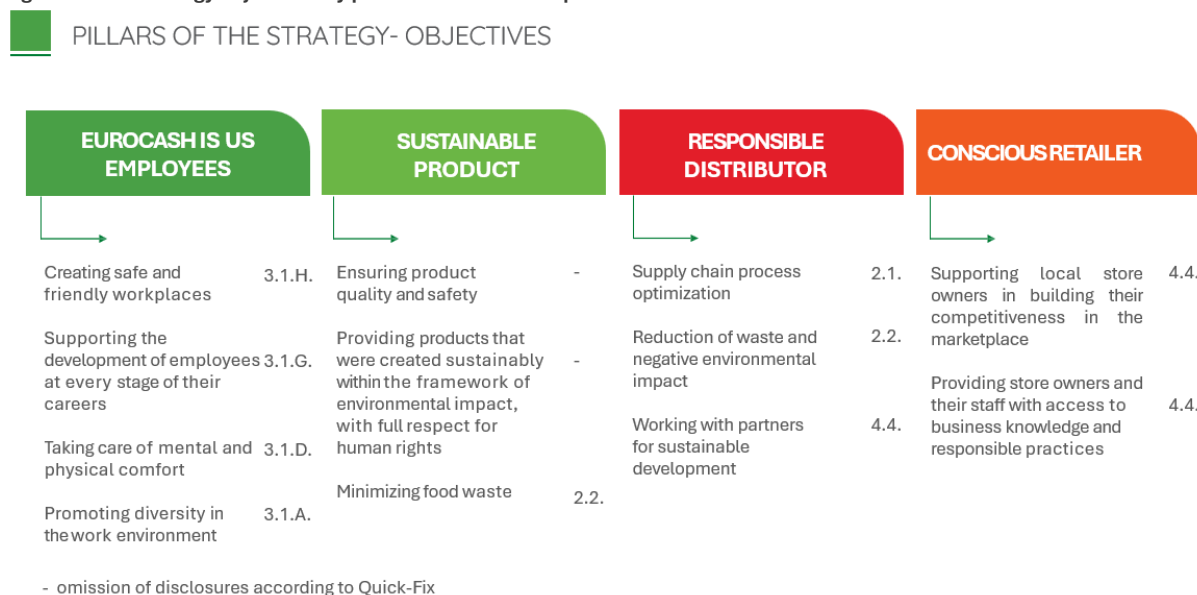 PILLARS OF THE STRATEGY- OBJECTIVES
EUROCASH IS US
EMPLOYEES
Creating safe and
friendly workplaces
3.1.H.
Supporting the
development of employees
at every stage of their
careers
3.1.G.
Taking care of mental and
physical comfort
3.1.D.
Promoting diversity in
the work environment
3.1.A.
SUSTAINABLE
PRODUCT
Ensuring product
quality and safety
-
Providing products that
were created sustainably
within the framework of
environmental impact,
with full respect for
human rights
-
Minimizing food waste
2.2.
RESPONSIBLE
DISTRIBUTOR
Supply chain process
optimization
2.1.
Reduction of waste and
negative environmental
impact
2.2.
Working with partners
for sustainable
development
4.4.
CONSCIOUS RETAILER
Supporting local store
owners in building their
competitiveness in the
marketplace
4.4.
Providing store owners and
their staff with access to
business knowledge and
responsible practices
4.4.
- omission of disclosures according to Quick-Fix